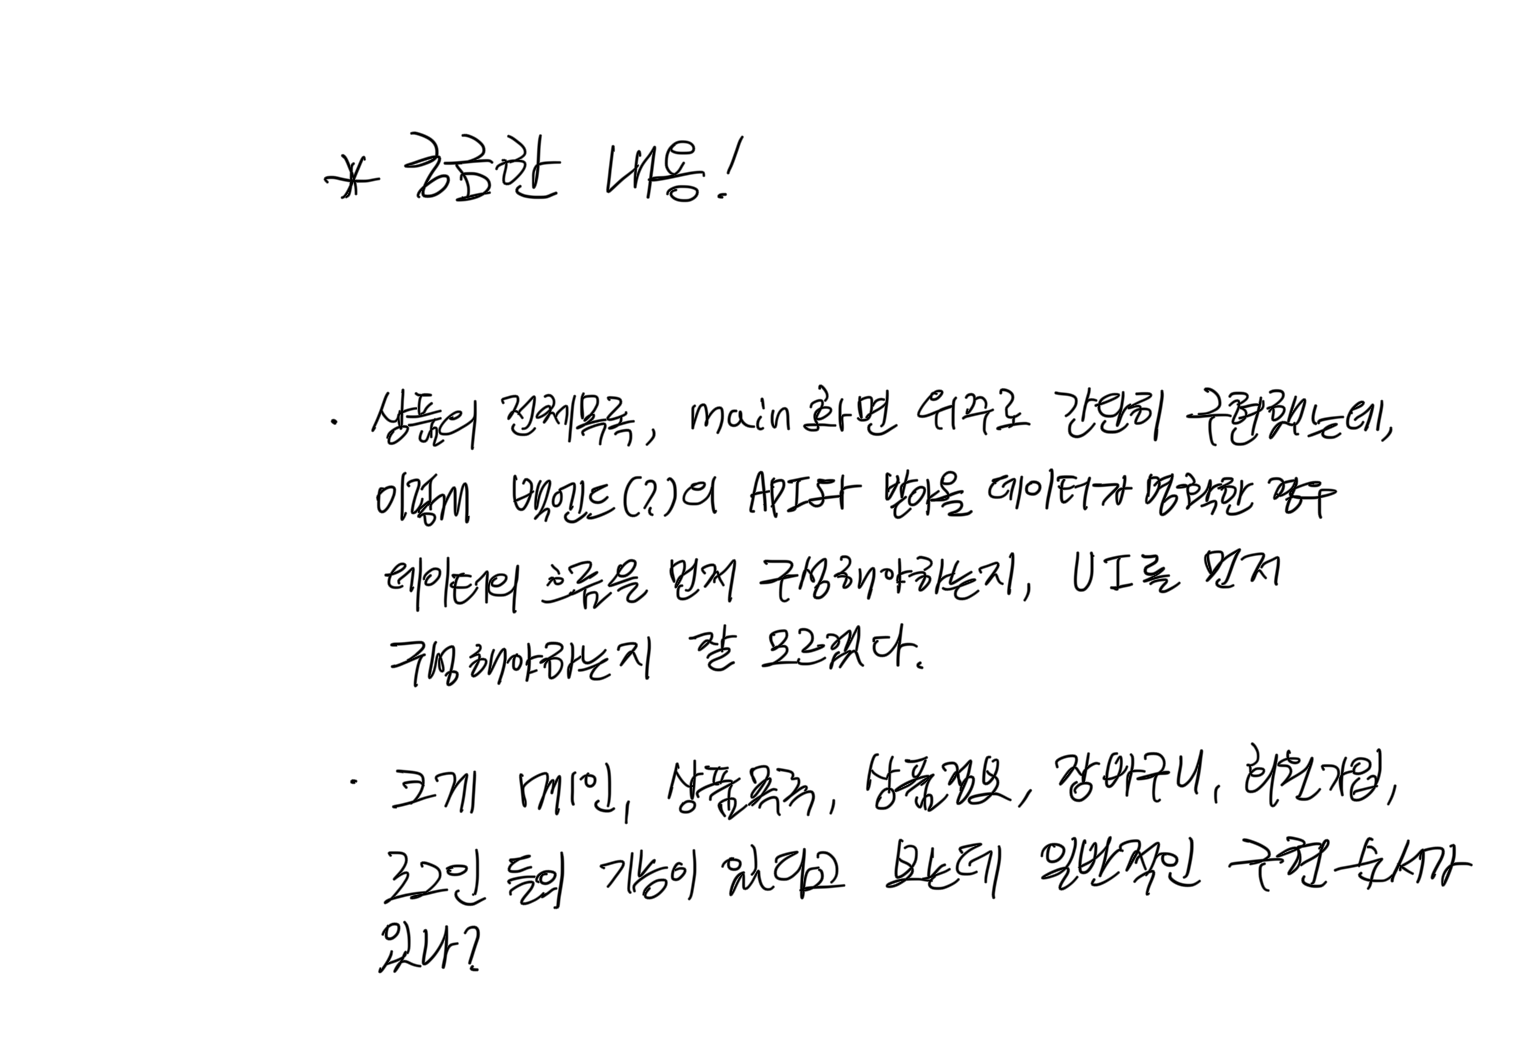 * 궁금한 내용!
· 상품의 전체목록, main 화면 위주로 간단히 구현했는데,
이렇게 백엔드(?)의 API와 받아올 데이터가 명확한 경우
데이터의 흐름을 먼저 구성해야하는지, UI를 먼저
구성해야하는지 잘 모르겠다.
· 크게 메인, 상품목록, 상품정보, 장바구니, 회원가입,
로그인 등의 기능이 있다고 보는데 일반적인 구현 순서가
있나?